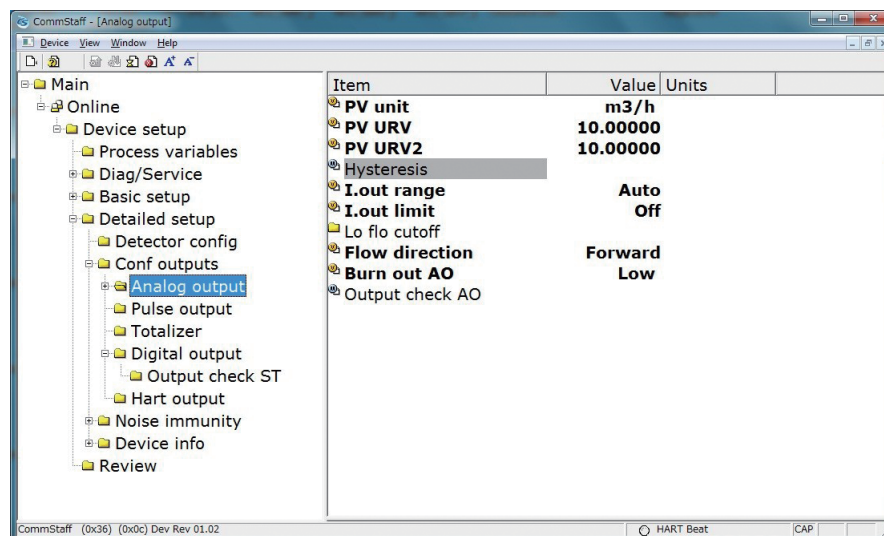 CommStaff - [Analog output]
Device View Window Help
Main
Online
Device setup
Process variables
Diag/Service
Basic setup
Detailed setup
Detector config
Conf outputs
Analog output
Pulse output
Totalizer
Digital output
Output check ST
Hart output
Noise immunity
Device info
Review
Item Value Units
PV unit m3/h
PV URV 10.00000
PV URV2 10.00000
Hysteresis
I.out range Auto
I.out limit Off
Lo flo cutoff
Flow direction Forward
Burn out AO Low
Output check AO
CommStaff (0x36) (0x0c) Dev Rev 01.02 HART Beat CAP